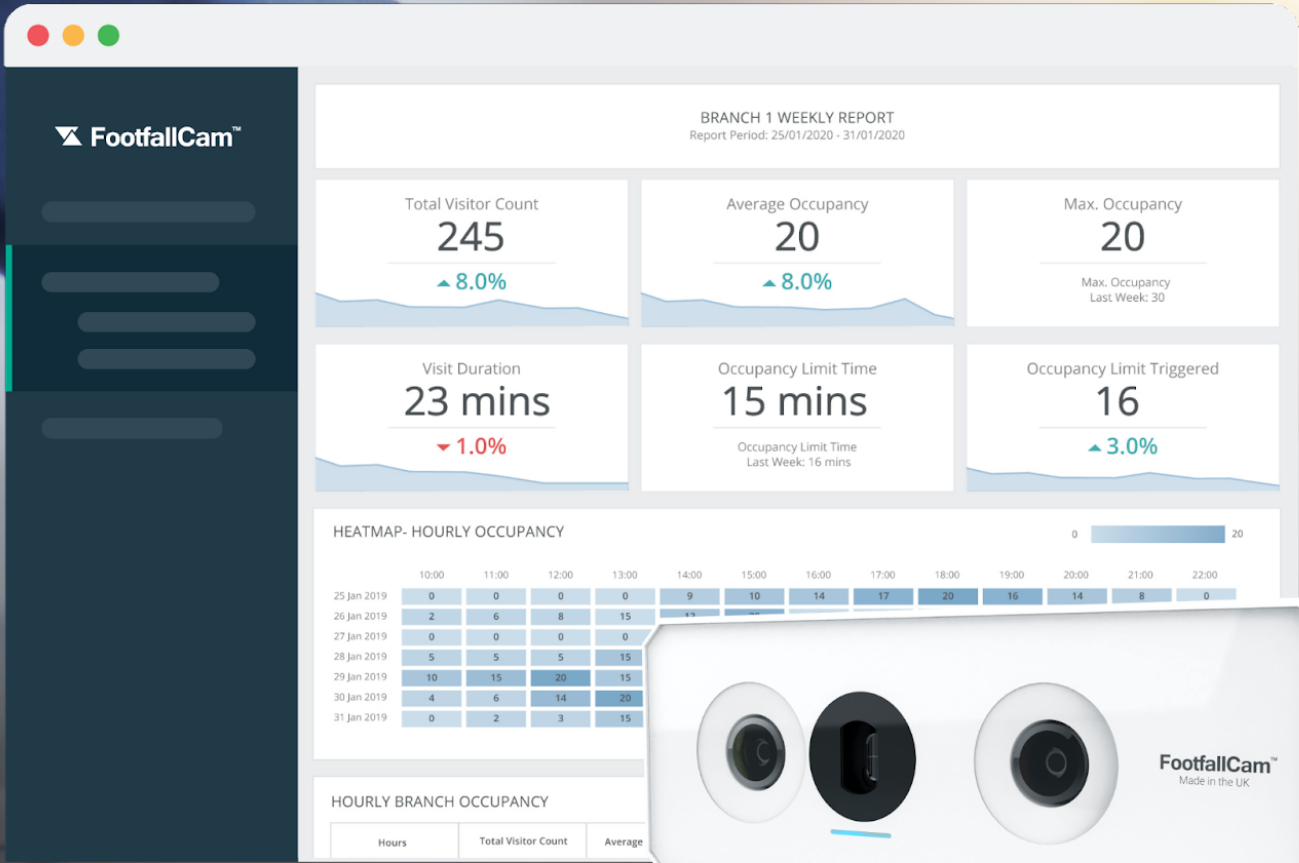 FootfallCam™
BRANCH 1 WEEKLY REPORT
Report Period: 25/01/2020 - 31/01/2020
Total Visitor Count
245
8.0%
Average Occupancy
20
8.0%
Max. Occupancy
20
Max. Occupancy
Last Week: 30
Visit Duration
23 mins
1.0%
Occupancy Limit Time
15 mins
Occupancy Limit Time
Last Week: 16 mins
Occupancy Limit Triggered
16
3.0%
HEATMAP- HOURLY OCCUPANCY
0 20
10:00 11:00 12:00 13:00 14:00 15:00 16:00 17:00 18:00 19:00 20:00 21:00 22:00
25 Jan 2019 0 0 0 0 9 10 14 17 20 16 14 8 0
26 Jan 2019 2 6 8 15
27 Jan 2019 0 0 0 0
28 Jan 2019 5 5 5 15
29 Jan 2019 10 15 20 15
30 Jan 2019 4 6 14 20
31 Jan 2019 0 2 3 15
FootfallCam™
Made in the UK
HOURLY BRANCH OCCUPANCY
Hours Total Visitor Count Average